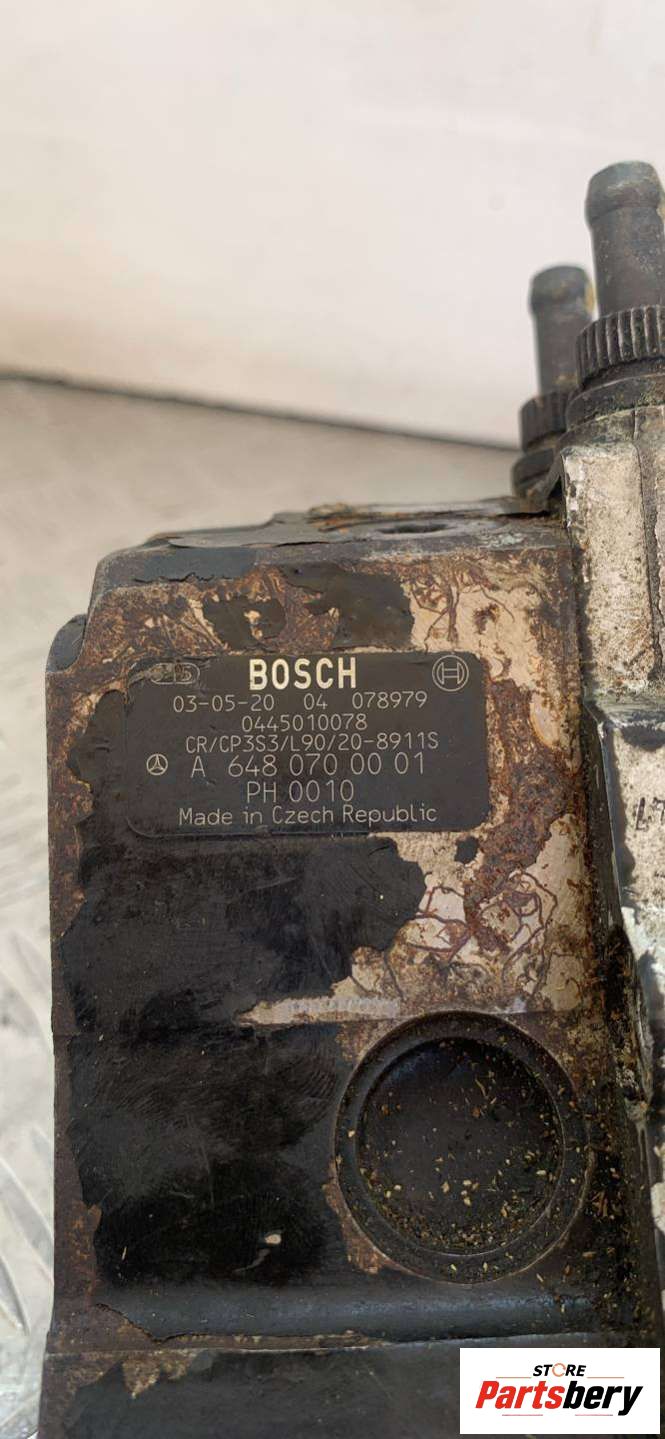 BOSCH
03-05-20 04 078979
0445010078
CR/CP3S3/L90/20-8911S
A 648 070 00 01
PH 0010
Made in Czech Republic
STORE
Partsbery